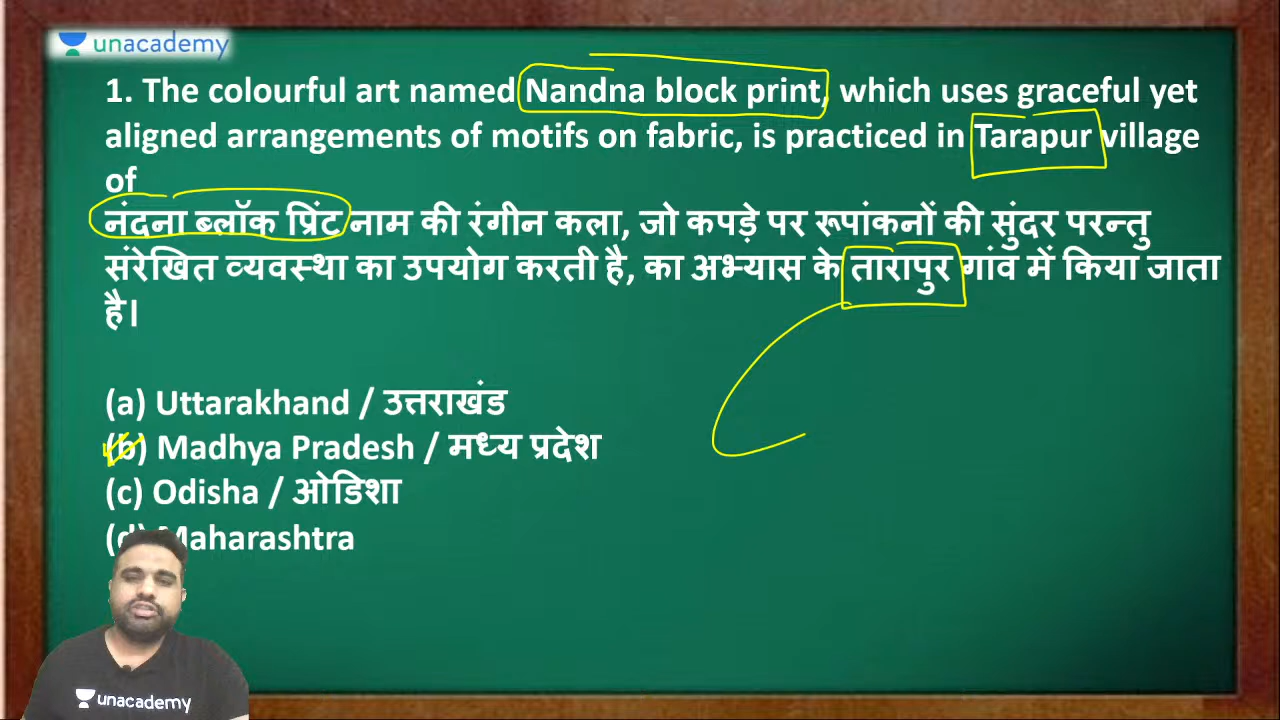 unacademy
1. The colourful art named Nandna block print, which uses graceful yet
aligned arrangements of motifs on fabric, is practiced in Tarapur village
of
नंदना ब्लॉक प्रिंट नाम की रंगीन कला, जो कपड़े पर रूपांकनों की सुंदर परन्तु
संरेखित व्यवस्था का उपयोग करती है, का अभ्यास के तारापुर गांव में किया जाता
है।
(a) Uttarakhand / उत्तराखंड
(b) Madhya Pradesh / मध्य प्रदेश
(c) Odisha / ओडिशा
(d) Maharashtra
unacademy